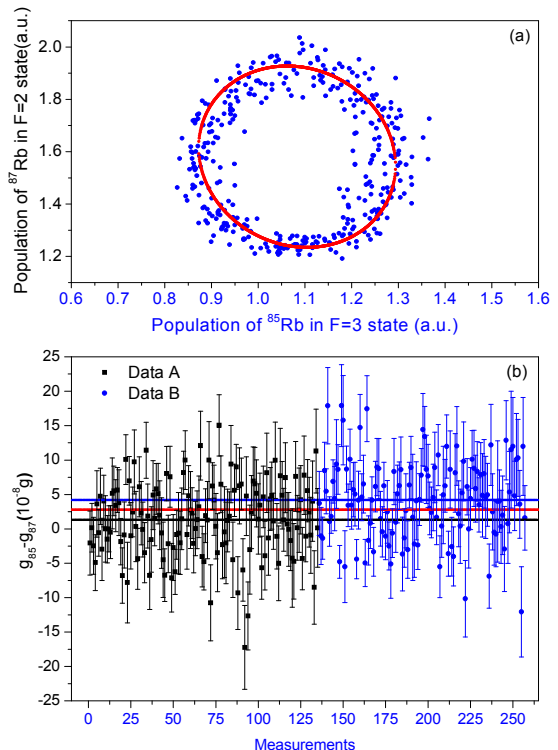 (a)
Population of ⁸⁷Rb in F=2 state(a.u.)
2.0
1.8
1.6
1.4
1.2
0.6 0.7 0.8 0.9 1.0 1.1 1.2 1.3 1.4 1.5 1.6
Population of ⁸⁵Rb in F=3 state (a.u.)
(b)
Data A
Data B
g₈₅-g₈₇(10⁻⁸g)
25
20
15
10
5
0
-5
-10
-15
-20
-25
0 25 50 75 100 125 150 175 200 225 250
Measurements